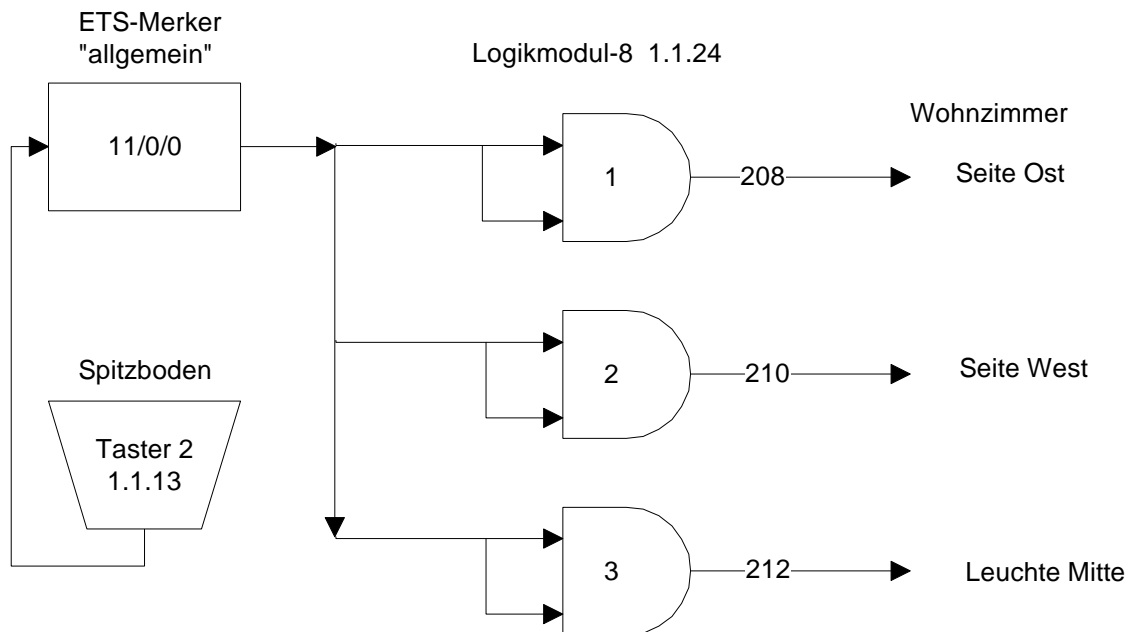 ETS-Merker
"allgemein"
Logikmodul-8 1.1.24
11/0/0
Wohnzimmer
1
208
Seite Ost
Spitzboden
Taster 2
1.1.13
2
210
Seite West
3
212
Leuchte Mitte